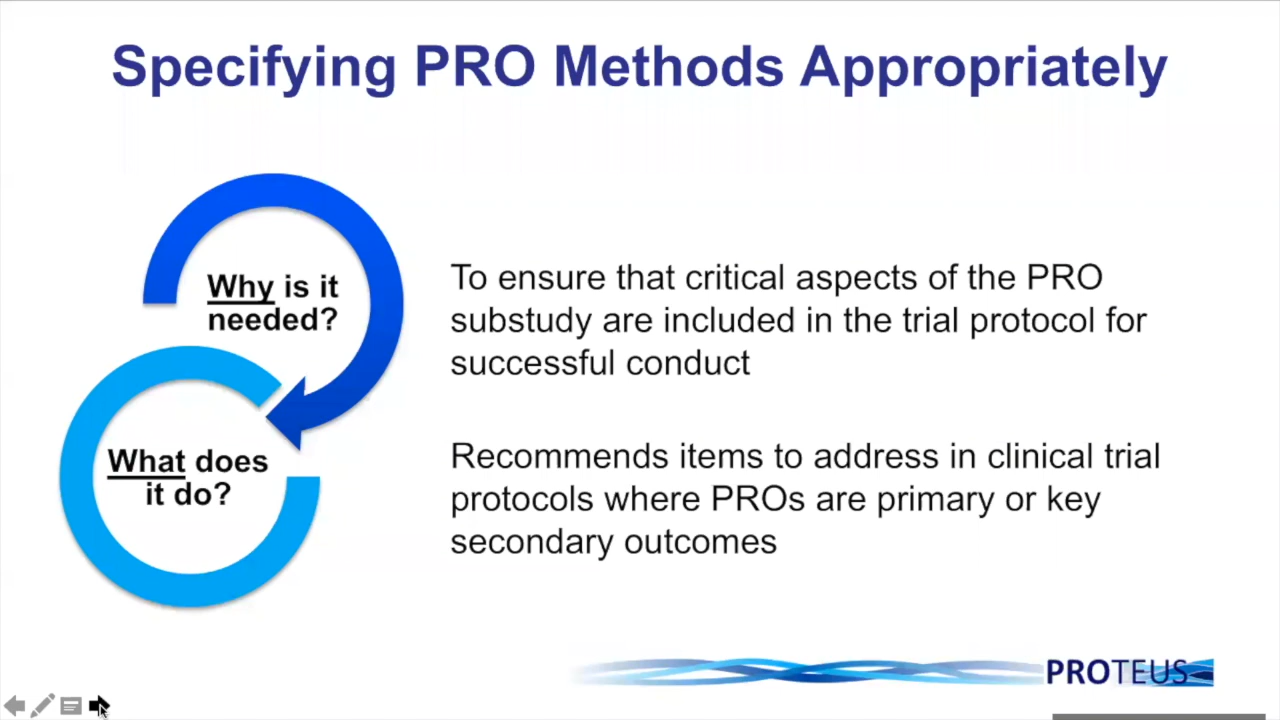 Specifying PRO Methods Appropriately
Why is it
needed?
To ensure that critical aspects of the PRO
substudy are included in the trial protocol for
successful conduct
What does
it do?
Recommends items to address in clinical trial
protocols where PROs are primary or key
secondary outcomes
PROTEUS